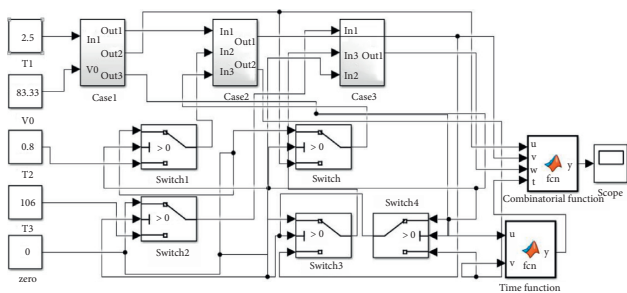 2.5
T1
83.33
V0
0.8
T2
106
T3
0
zero
In1
V0
Out1
Out2
Out3
Case1
In1
In2
In3
Out1
Out2
Case2
In1
In3
In2
Out1
Case3
> 0
Switch1
> 0
Switch
> 0
Switch2
> 0
Switch3
Switch4
> 0
u
v
w
t
fcn
y
Combinatorial function
Scope
u
v
fcn
y
Time function